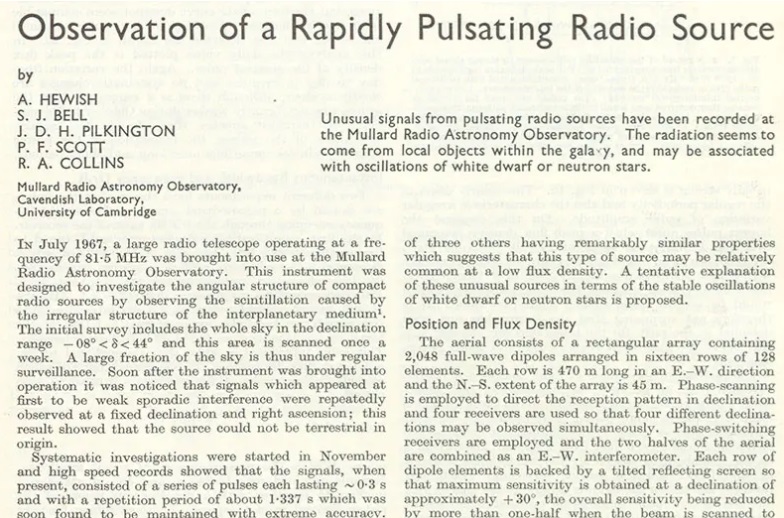 Observation of a Rapidly Pulsating Radio Source
by
A. HEWISH
S. J. BELL
J. D. H. PILKINGTON
P. F. SCOTT
R. A. COLLINS
Mullard Radio Astronomy Observatory,
Cavendish Laboratory,
University of Cambridge
Unusual signals from pulsating radio sources have been recorded at
the Mullard Radio Astronomy Observatory. The radiation seems to
come from local objects within the galaxy, and may be associated
with oscillations of white dwarf or neutron stars.
In July 1967, a large radio telescope operating at a fre-
quency of 81·5 MHz was brought into use at the Mullard
Radio Astronomy Observatory. This instrument was
designed to investigate the angular structure of compact
radio sources by observing the scintillation caused by
the irregular structure of the interplanetary medium¹.
The initial survey includes the whole sky in the declination
range −08° < δ < 44° and this area is scanned once a
week. A large fraction of the sky is thus under regular
surveillance. Soon after the instrument was brought into
operation it was noticed that signals which appeared at
first to be weak sporadic interference were repeatedly
observed at a fixed declination and right ascension; this
result showed that the source could not be terrestrial in
origin.
Systematic investigations were started in November
and high speed records showed that the signals, when
present, consisted of a series of pulses each lasting ~0·3 s
and with a repetition period of about 1·337 s which was
soon found to be maintained with extreme accuracy.
of three others having remarkably similar properties
which suggests that this type of source may be relatively
common at a low flux density. A tentative explanation
of these unusual sources in terms of the stable oscillations
of white dwarf or neutron stars is proposed.
Position and Flux Density
The aerial consists of a rectangular array containing
2,048 full-wave dipoles arranged in sixteen rows of 128
elements. Each row is 470 m long in an E.–W. direction
and the N.–S. extent of the array is 45 m. Phase-scanning
is employed to direct the reception pattern in declination
and four receivers are used so that four different declina-
tions may be observed simultaneously. Phase-switching
receivers are employed and the two halves of the aerial
are combined as an E.–W. interferometer. Each row of
dipole elements is backed by a tilted reflecting screen so
that maximum sensitivity is obtained at a declination of
approximately +30°, the overall sensitivity being reduced
by more than one-half when the beam is scanned to